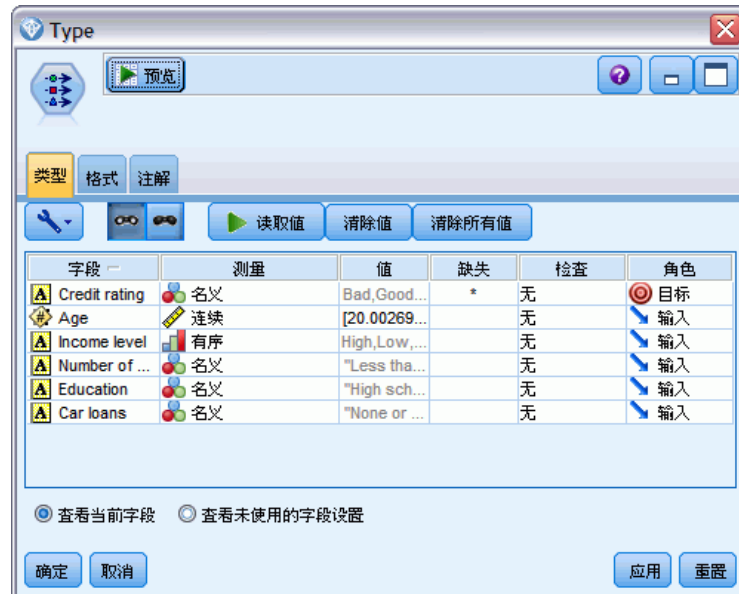 Type
预览
类型 格式 注解
读取值 清除值 清除所有值
字段 测量 值 缺失 检查 角色
Credit rating 名义 Bad,Good... * 无 目标
Age 连续 [20.00269... 无 输入
Income level 有序 High,Low,... 无 输入
Number of ... 名义 "Less tha... 无 输入
Education 名义 "High sch... 无 输入
Car loans 名义 "None or ... 无 输入
查看当前字段 查看未使用的字段设置
确定 取消 应用 重置